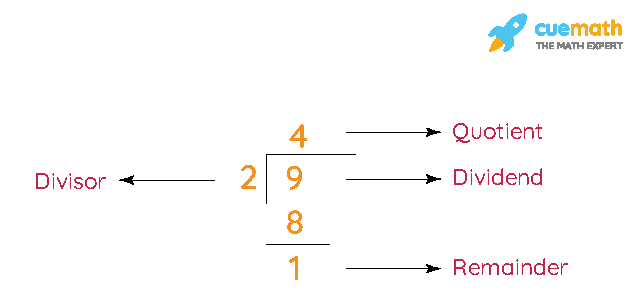 cuemath
THE MATH EXPERT
4 Quotient
Divisor 2 9 Dividend
8
1 Remainder